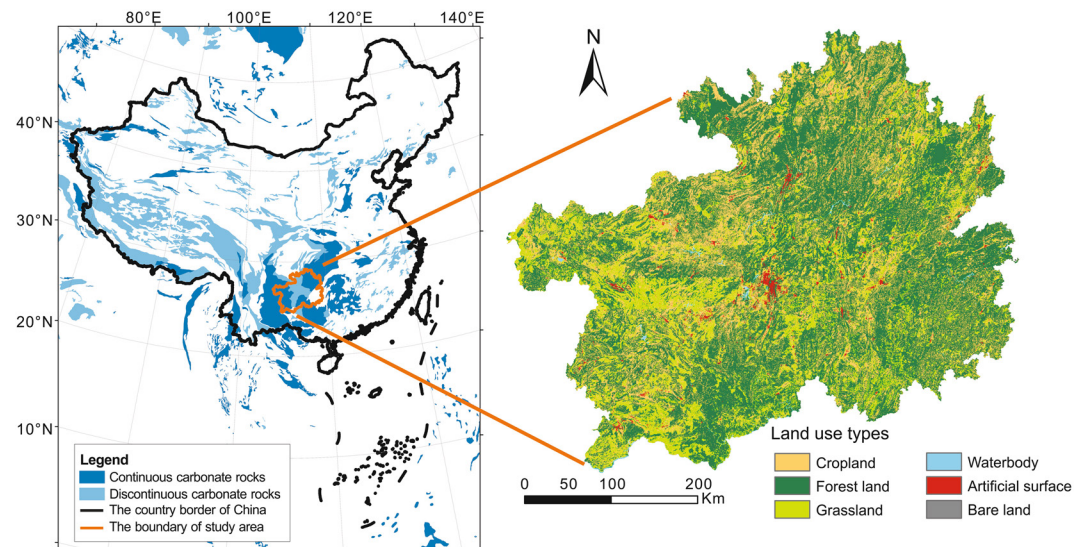 80°E 100°E 120°E 140°E
40°N
30°N
20°N
10°N
Legend
Continuous carbonate rocks
Discontinuous carbonate rocks
The country border of China
The boundary of study area
N
Land use types
Cropland
Forest land
Grassland
Waterbody
Artificial surface
Bare land
0 50 100 200
Km